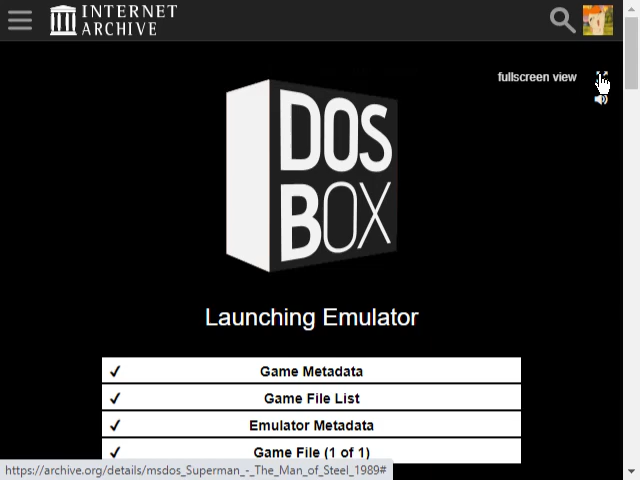 INTERNET
ARCHIVE
fullscreen view
DOS
BOX
Launching Emulator
✓ Game Metadata
✓ Game File List
✓ Emulator Metadata
✓ Game File (1 of 1)
https://archive.org/details/msdos_Superman_-_The_Man_of_Steel_1989#